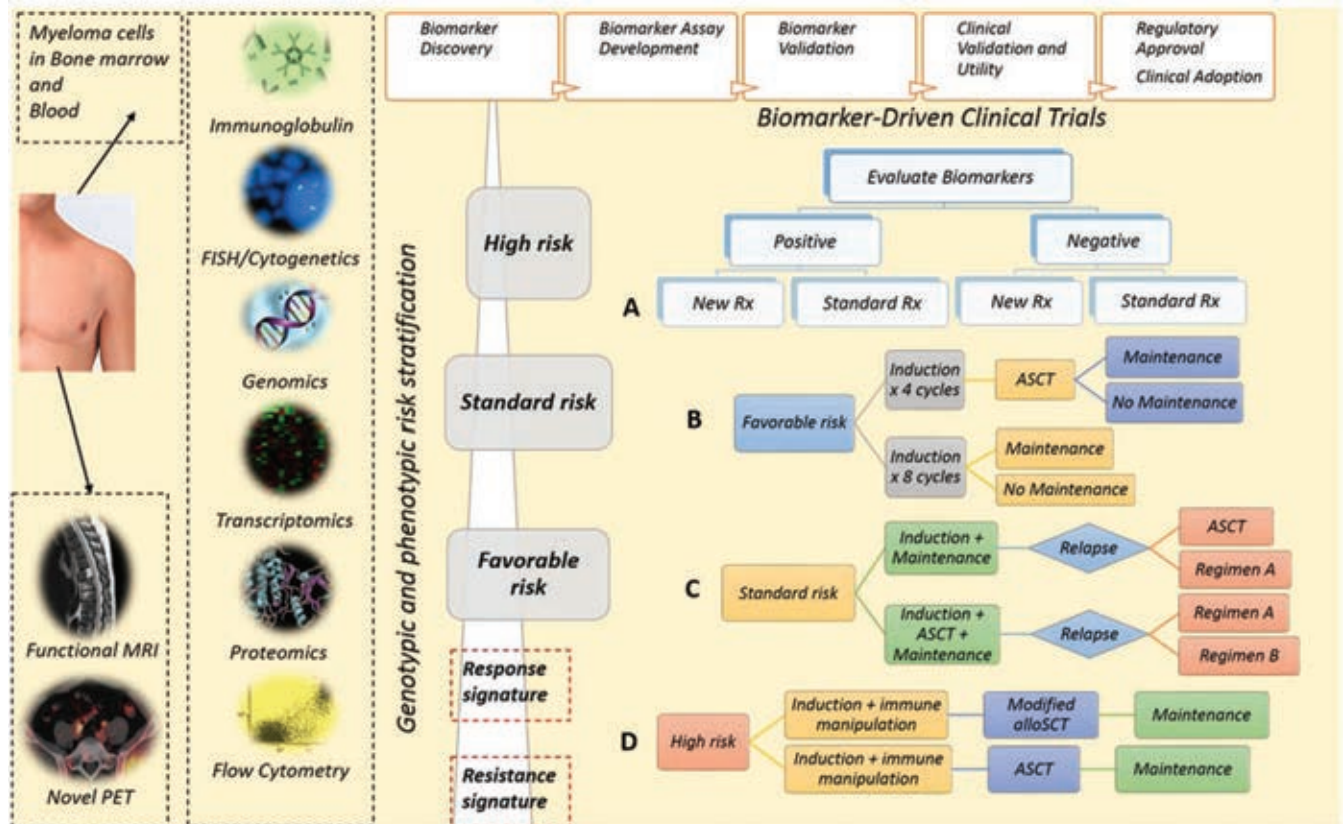 Myeloma cells
in Bone marrow
and
Blood
Functional MRI
Novel PET
Immunoglobulin
FISH/Cytogenetics
Genomics
Transcriptomics
Proteomics
Flow Cytometry
Biomarker
Discovery
Biomarker Assay
Development
Biomarker
Validation
Clinical
Validation and
Utility
Regulatory
Approval
Clinical Adoption
Genotypic and phenotypic risk stratification
High risk
Standard risk
Favorable
risk
Response
signature
Resistance
signature
Biomarker-Driven Clinical Trials
Evaluate Biomarkers
Positive
Negative
A
New Rx
Standard Rx
New Rx
Standard Rx
B
Favorable risk
Induction
x 4 cycles
ASCT
Maintenance
No Maintenance
Induction
x 8 cycles
Maintenance
No Maintenance
C
Standard risk
Induction +
Maintenance
Relapse
ASCT
Regimen A
Induction +
ASCT +
Maintenance
Relapse
Regimen A
Regimen B
D
High risk
Induction + immune
manipulation
Modified
alloSCT
Maintenance
Induction + immune
manipulation
ASCT
Maintenance